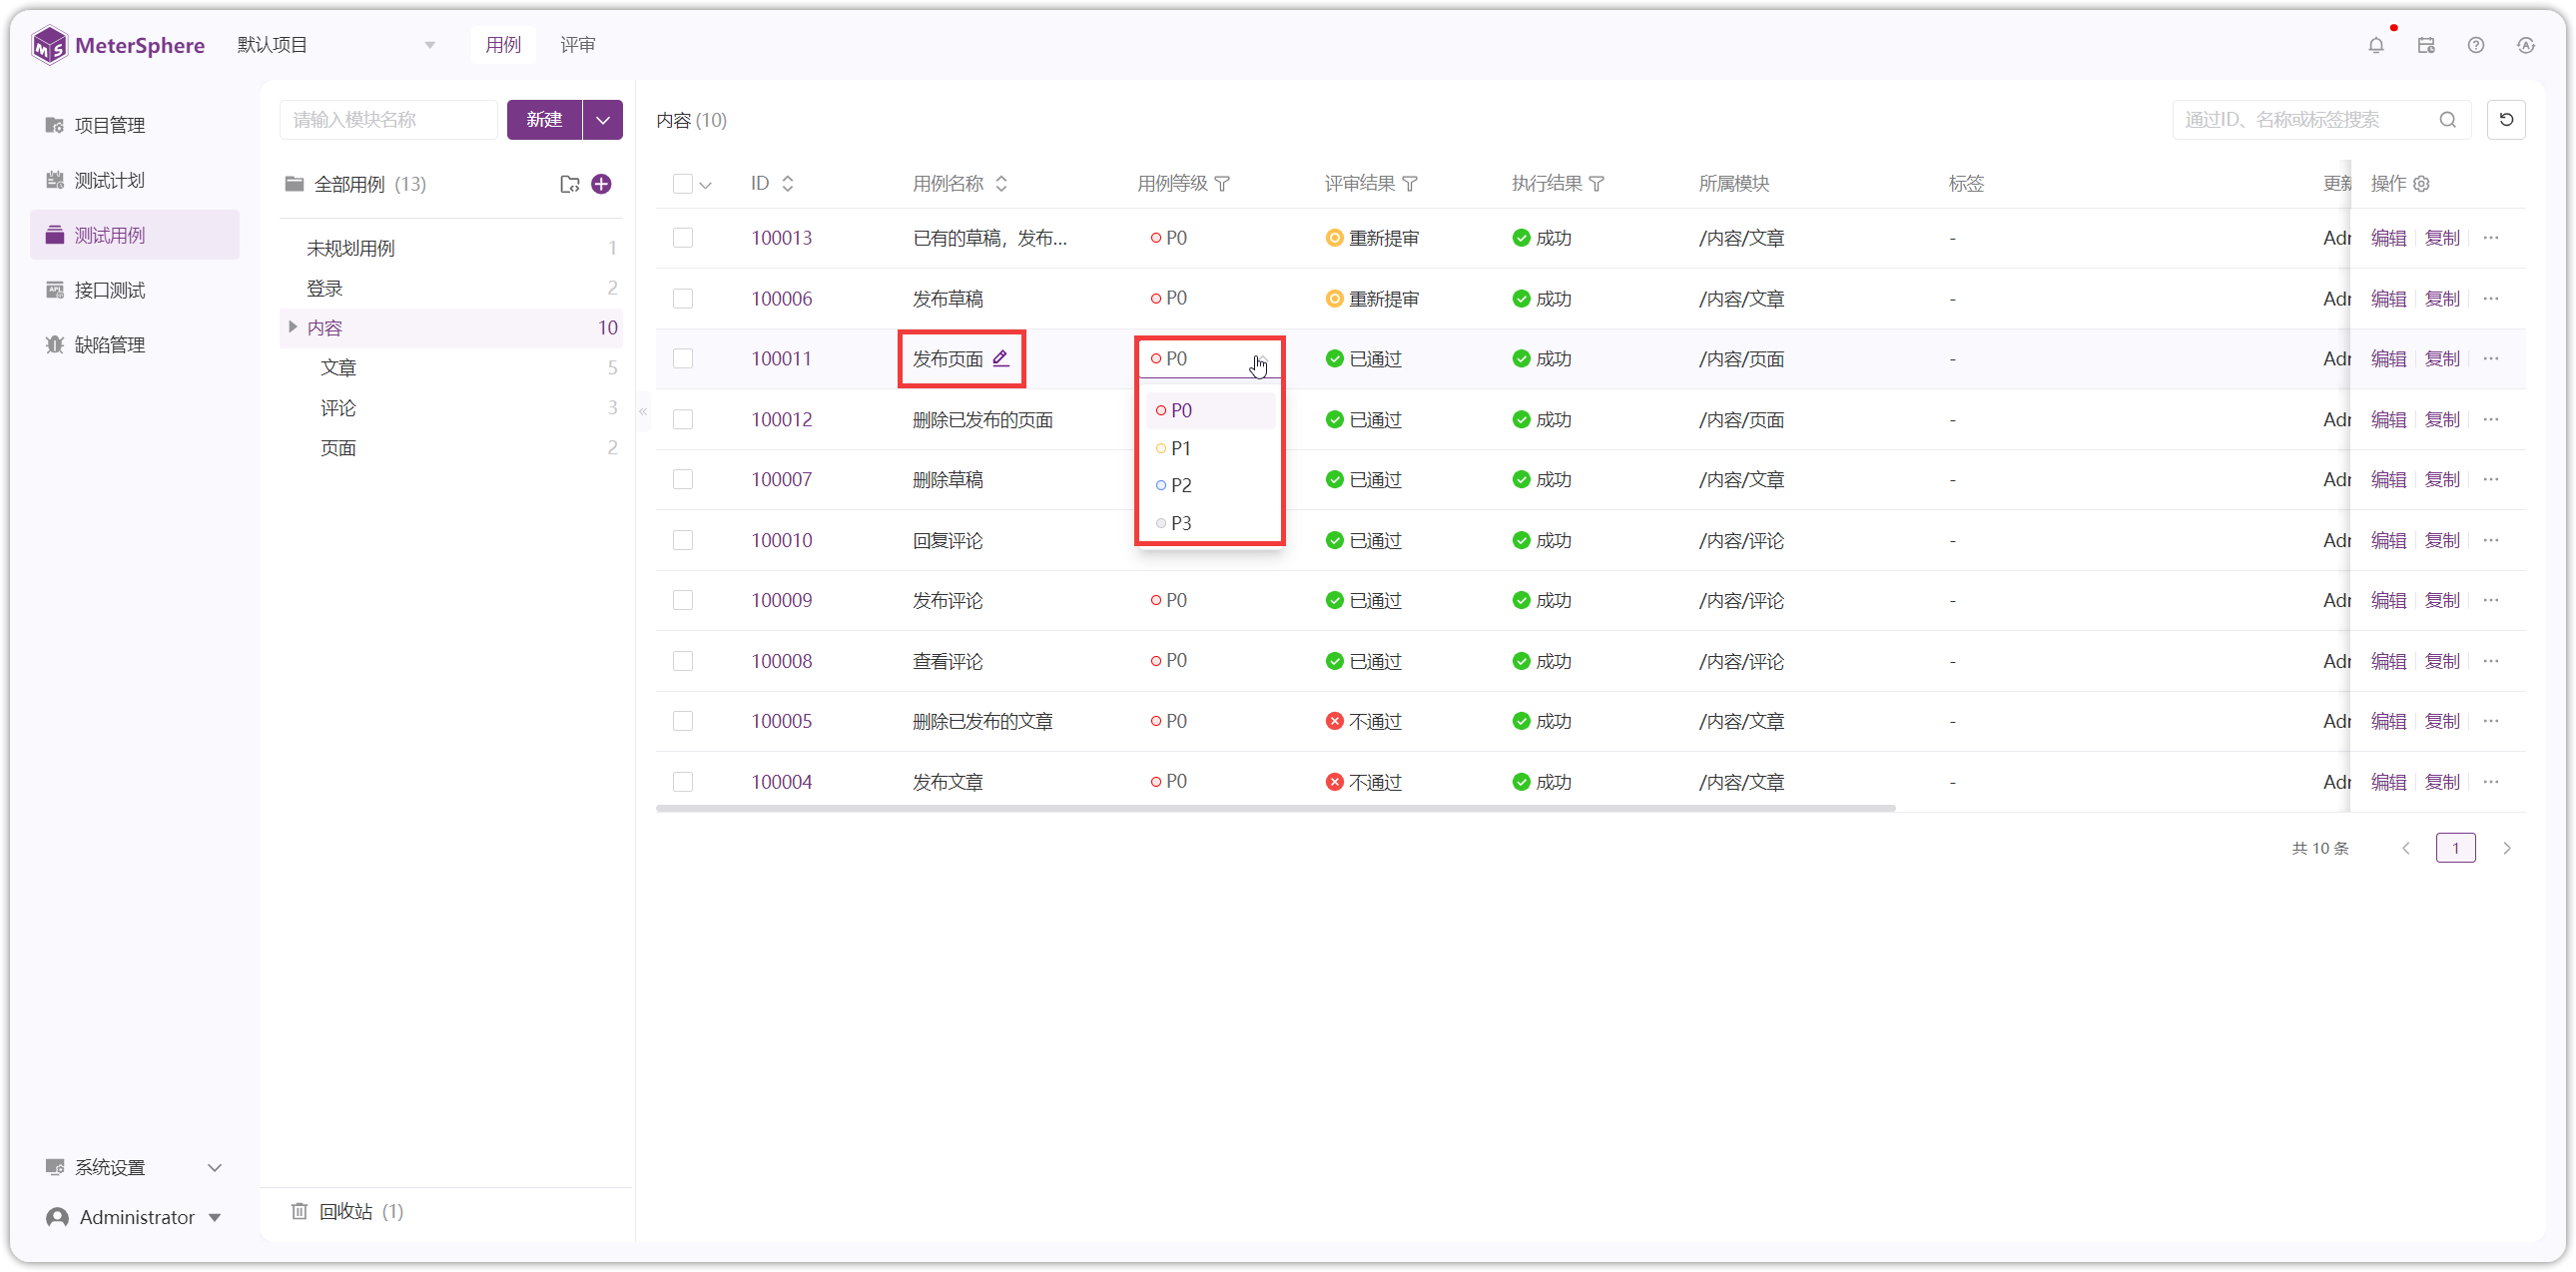 MeterSphere 默认项目 用例 评审
项目管理
测试计划
测试用例
接口测试
缺陷管理
系统设置
Administrator
请输入模块名称 新建
全部用例 (13)
未规划用例 1
登录 2
内容 10
文章 5
评论 3
页面 2
回收站 (1)
内容 (10) 通过ID、名称或标签搜索
ID 用例名称 用例等级 评审结果 执行结果 所属模块 标签 更新 操作
100013 已有的草稿，发布... P0 重新提审 成功 /内容/文章 - Adr 编辑 复制 ...
100006 发布草稿 P0 重新提审 成功 /内容/文章 - Adr 编辑 复制 ...
100011 发布页面 P0 已通过 成功 /内容/页面 - Adr 编辑 复制 ...
P0
P1
P2
P3
100012 删除已发布的页面 已通过 成功 /内容/页面 - Adr 编辑 复制 ...
100007 删除草稿 已通过 成功 /内容/文章 - Adr 编辑 复制 ...
100010 回复评论 已通过 成功 /内容/评论 - Adr 编辑 复制 ...
100009 发布评论 P0 已通过 成功 /内容/评论 - Adr 编辑 复制 ...
100008 查看评论 P0 已通过 成功 /内容/评论 - Adr 编辑 复制 ...
100005 删除已发布的文章 P0 不通过 成功 /内容/文章 - Adr 编辑 复制 ...
100004 发布文章 P0 不通过 成功 /内容/文章 - Adr 编辑 复制 ...
共 10 条 1